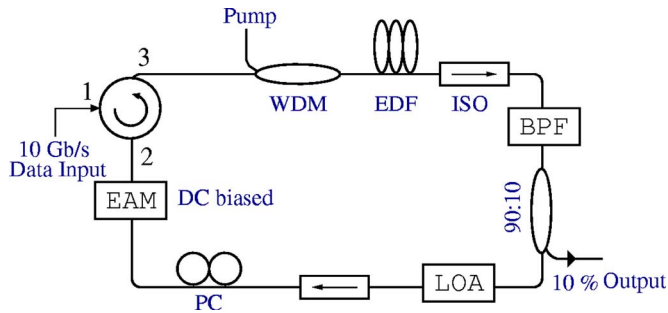 Pump
3
1
WDM
EDF
ISO
BPF
10 Gb/s
Data Input
2
EAM
DC biased
90:10
LOA
10 % Output
PC